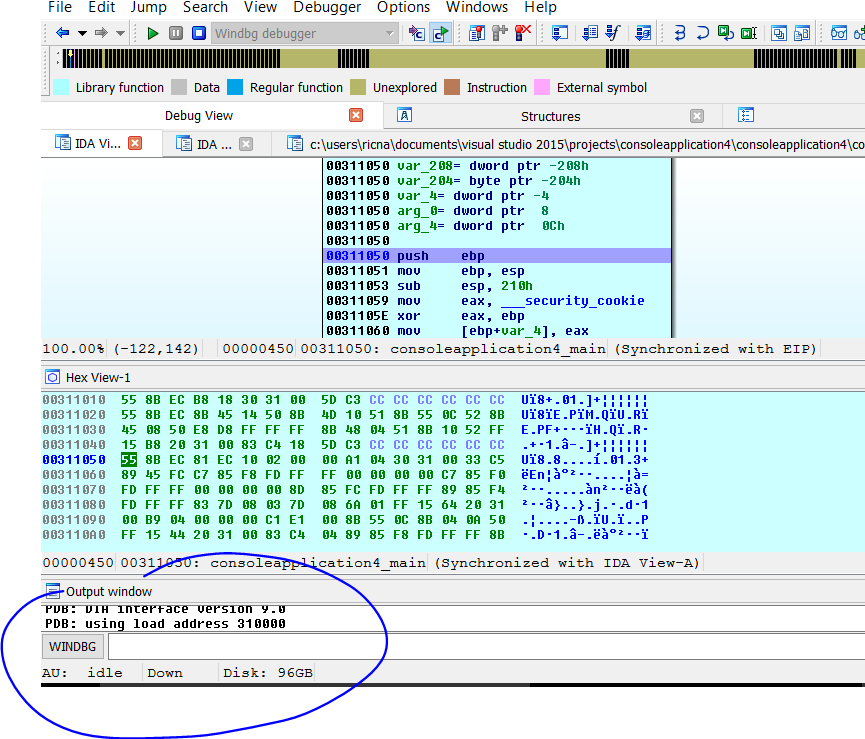 File Edit Jump Search View Debugger Options Windows Help
Windbg debugger
Library function Data Regular function Unexplored Instruction External symbol
Debug View Structures
IDA Vi... IDA ... c:\users\ricna\documents\visual studio 2015\projects\consoleapplication4\consoleapplication4\co
00311050 var_208= dword ptr -208h
00311050 var_204= byte ptr -204h
00311050 var_4= dword ptr -4
00311050 arg_0= dword ptr  8
00311050 arg_4= dword ptr  0Ch
00311050
00311050 push    ebp
00311051 mov     ebp, esp
00311053 sub     esp, 210h
00311059 mov     eax, ___security_cookie
0031105E xor     eax, ebp
00311060 mov     [ebp+var_4], eax
100.00% (-122,142) 00000450 00311050: consoleapplication4_main (Synchronized with EIP)
Hex View-1
00311010 55 8B EC B8 18 30 31 00 5D C3 CC CC CC CC CC CC Uï8+.01.]+¦¦¦¦¦¦
00311020 55 8B EC 8B 45 14 50 8B 4D 10 51 8B 55 0C 52 8B Uï8ïE.PïM.QïU.Rï
00311030 45 08 50 E8 D8 FF FF FF 8B 48 04 51 8B 10 52 FF
00311040 15 B8 20 31 00 83 C4 18 5D C3 CC CC CC CC CC CC
00311050 55 8B EC 81 EC 10 02 00 00 A1 04 30 31 00 33 C5
00311060 89 45 FC C7 85 F8 FD FF FF 00 00 00 00 C7 85 F0
00311070 FD FF FF 00 00 00 00 8D 85 FC FD FF FF 89 85 F4
00311080 FD FF FF 83 7D 08 03 7D 08 6A 01 FF 15 64 20 31
00311090 00 B9 04 00 00 00 C1 E1 00 8B 55 0C 8B 04 0A 50
003110A0 FF 15 44 20 31 00 83 C4 04 89 85 F8 FD FF FF 8B
00000450 00311050: consoleapplication4_main (Synchronized with IDA View-A)
Output window
PDB: DIA interface version 9.0
PDB: using load address 310000
WINDBG
AU: idle Down Disk: 96GB